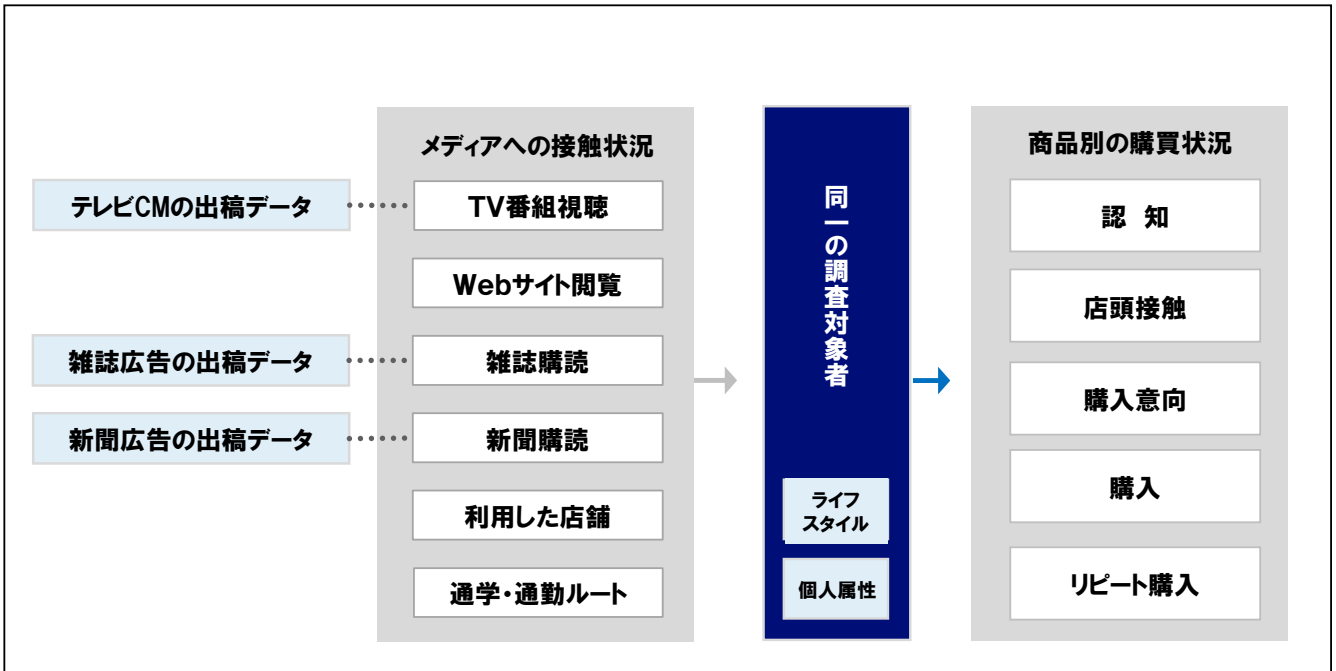 メディアへの接触状況
テレビCMの出稿データ
TV番組視聴
Webサイト閲覧
雑誌広告の出稿データ
雑誌購読
新聞広告の出稿データ
新聞購読
利用した店舗
通学・通勤ルート
同一の調査対象者
ライフ
スタイル
個人属性
商品別の購買状況
認 知
店頭接触
購入意向
購入
リピート購入